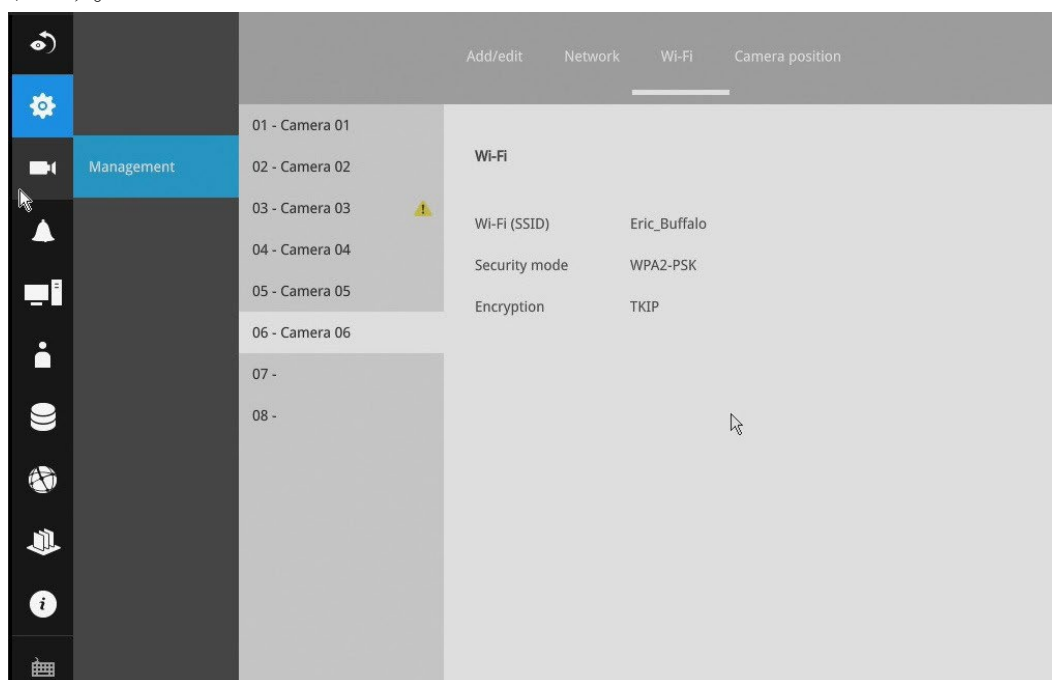 Add/edit Network Wi-Fi Camera position
Management
01 - Camera 01
02 - Camera 02
03 - Camera 03
04 - Camera 04
05 - Camera 05
06 - Camera 06
07 -
08 -
Wi-Fi
Wi-Fi (SSID) Eric_Buffalo
Security mode WPA2-PSK
Encryption TKIP